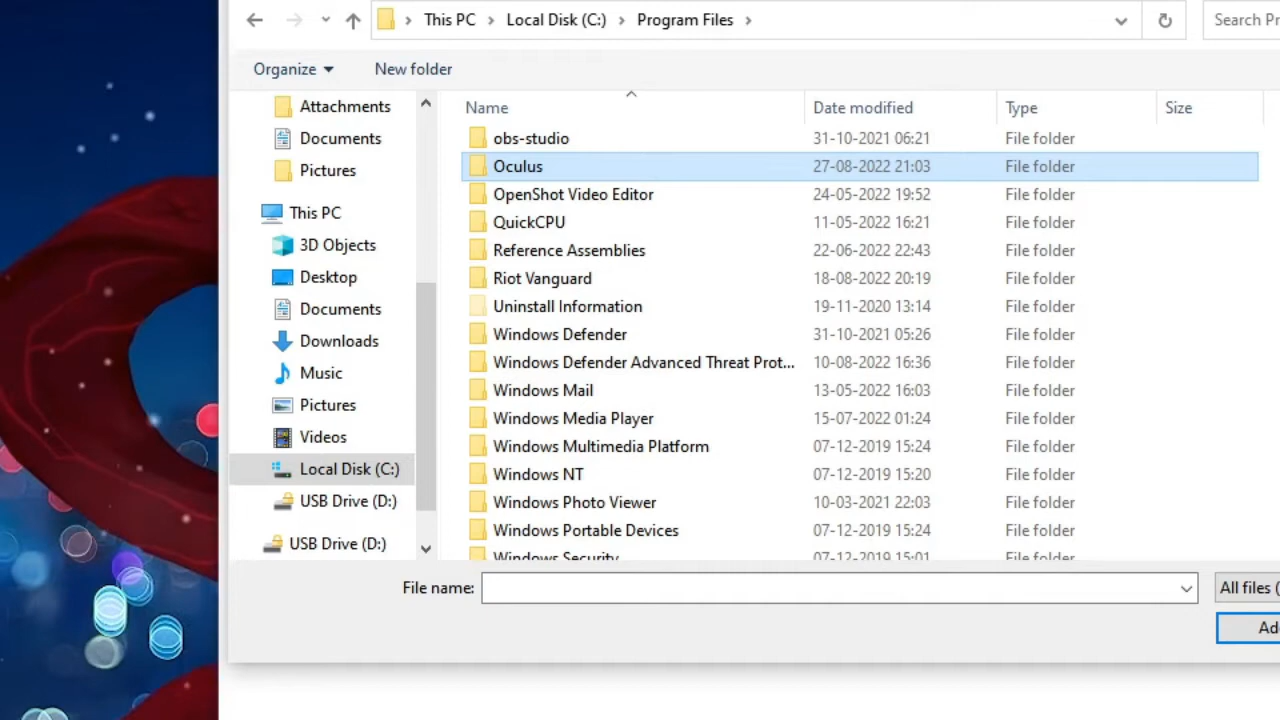 This PC > Local Disk (C:) > Program Files >
Search Pr
Organize
New folder
Attachments
Documents
Pictures
This PC
3D Objects
Desktop
Documents
Downloads
Music
Pictures
Videos
Local Disk (C:)
USB Drive (D:)
USB Drive (D:)
Name Date modified Type Size
obs-studio 31-10-2021 06:21 File folder
Oculus 27-08-2022 21:03 File folder
OpenShot Video Editor 24-05-2022 19:52 File folder
QuickCPU 11-05-2022 16:21 File folder
Reference Assemblies 22-06-2022 22:43 File folder
Riot Vanguard 18-08-2022 20:19 File folder
Uninstall Information 19-11-2020 13:14 File folder
Windows Defender 31-10-2021 05:26 File folder
Windows Defender Advanced Threat Prot... 10-08-2022 16:36 File folder
Windows Mail 13-05-2022 16:03 File folder
Windows Media Player 15-07-2022 01:24 File folder
Windows Multimedia Platform 07-12-2019 15:24 File folder
Windows NT 07-12-2019 15:20 File folder
Windows Photo Viewer 10-03-2021 22:03 File folder
Windows Portable Devices 07-12-2019 15:24 File folder
Windows Security 07-12-2019 15:01 File folder
File name:
All files (
Ad